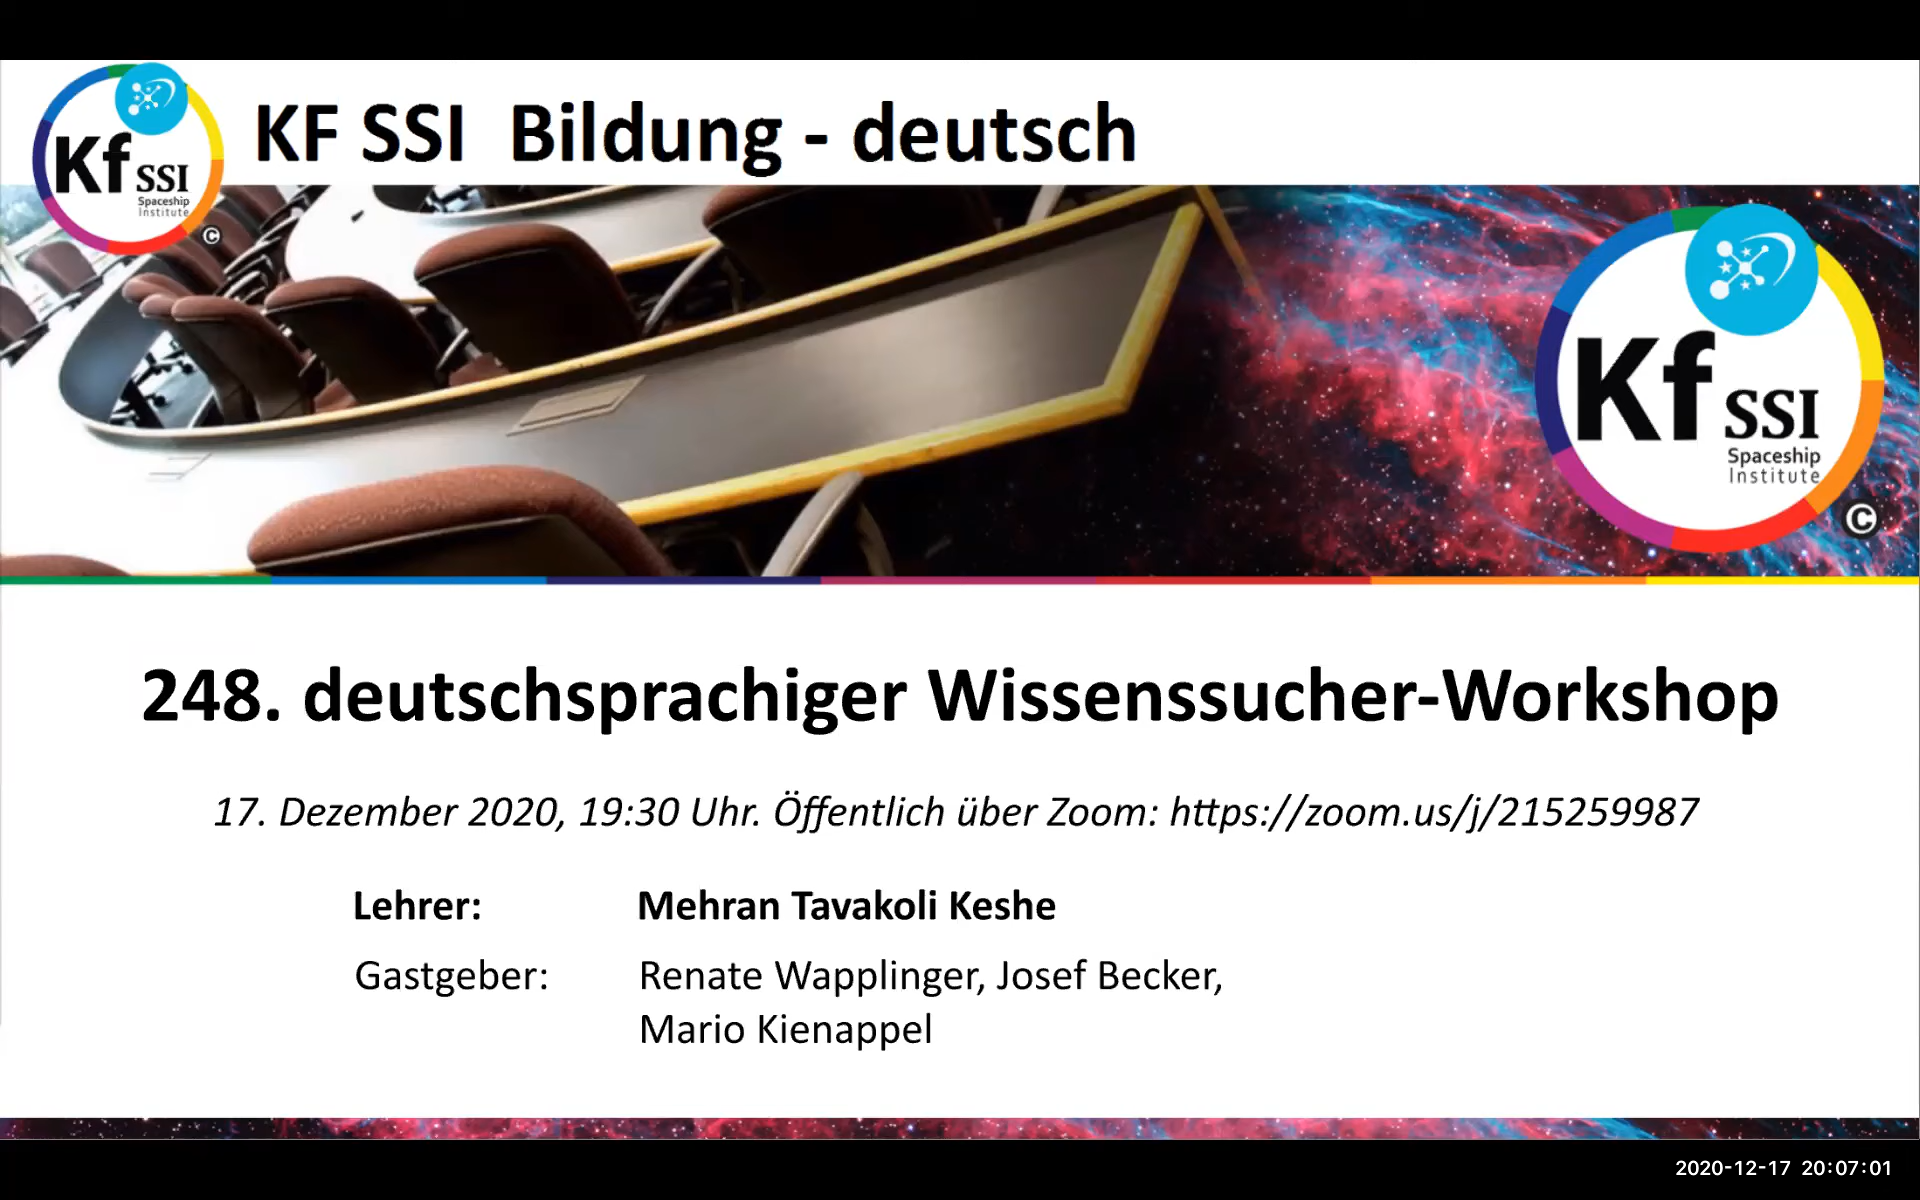 Kf SSI
Spaceship
Institute
©
KF SSI Bildung - deutsch
Kf SSI
Spaceship
Institute
©
248. deutschsprachiger Wissenssucher-Workshop
17. Dezember 2020, 19:30 Uhr. Öffentlich über Zoom: https://zoom.us/j/215259987
Lehrer: Mehran Tavakoli Keshe
Gastgeber: Renate Wapplinger, Josef Becker,
Mario Kienappel
2020-12-17 20:07:01